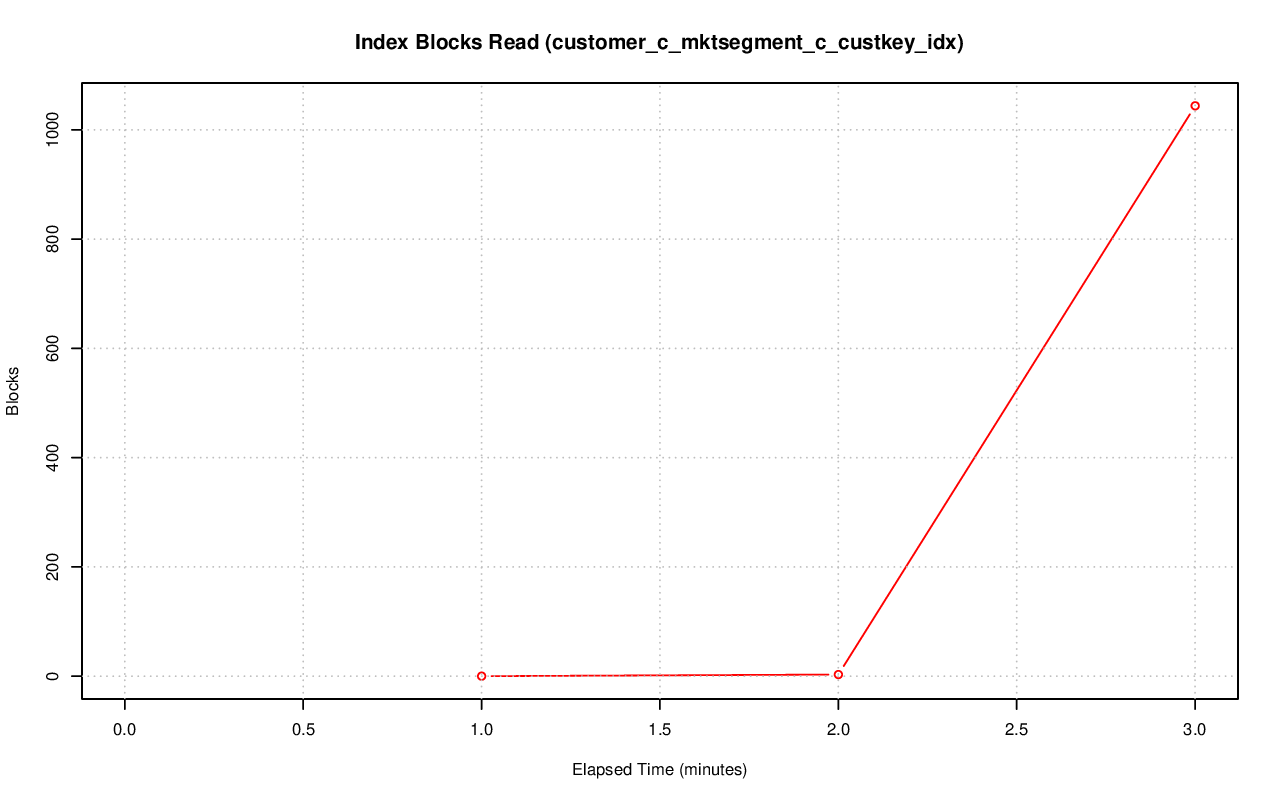 Index Blocks Read (customer_c_mktsegment_c_custkey_idx)
1000
800
600
400
200
0
Blocks
0.0 0.5 1.0 1.5 2.0 2.5 3.0
Elapsed Time (minutes)